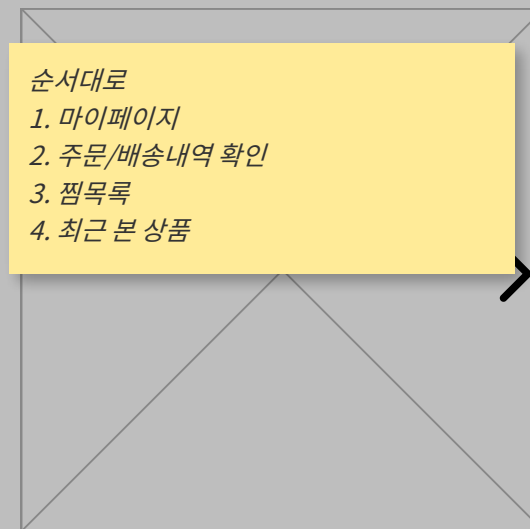 순서대로
1. 마이페이지
2. 주문/배송내역 확인
3. 찜목록
4. 최근 본 상품